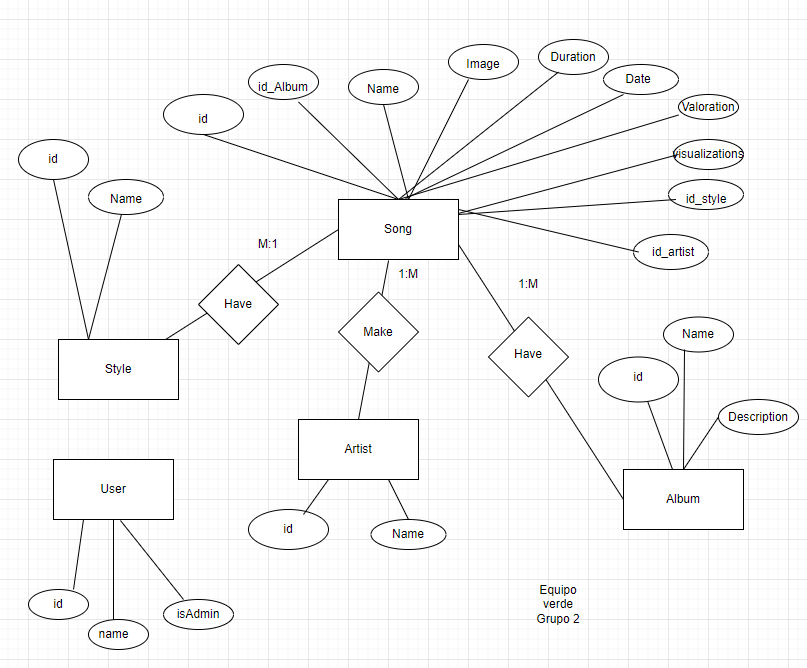 Image
Duration
Date
id_Album
Name
id
Valoration
visualizations
id_style
id_artist
id
Name
Song
M:1
1:M
1:M
Have
Make
Have
Style
Name
id
Description
Artist
Album
User
id
Name
id
name
isAdmin
Equipo
verde
Grupo 2